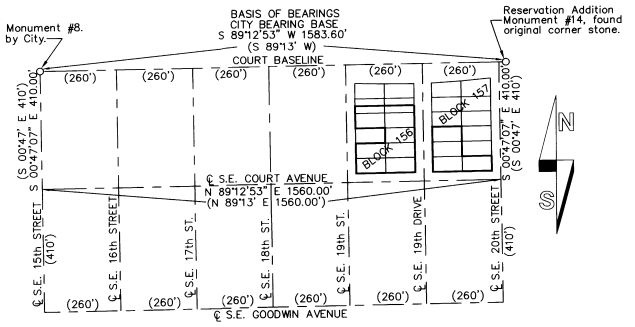 Monument #8.
by City.
BASIS OF BEARINGS
CITY BEARING BASE
S 89°12'53" W 1583.60'
(S 89°13' W)
COURT BASELINE
Reservation Addition
Monument #14, found
original corner stone.
(260')
(260')
(260')
(260')
(260')
(260')
(S 00°47' E 410')
S 00°47'07" E 410.00'
BLOCK 156
BLOCK 157
S 00°47'07" E 410.00'
(S 00°47' E 410')
N
S
℄ S.E. COURT AVENUE
N 89°12'53" E 1560.00'
(N 89°13' E 1560.00')
℄ S.E. 15th STREET
(410')
℄ S.E. 16th STREET
℄ S.E. 17th ST.
℄ S.E. 18th ST.
℄ S.E. 19th ST.
℄ S.E. 19th DRIVE
℄ S.E. 20th STREET
(410')
(260')
(260')
(260')
(260')
(260')
(260')
℄ S.E. GOODWIN AVENUE